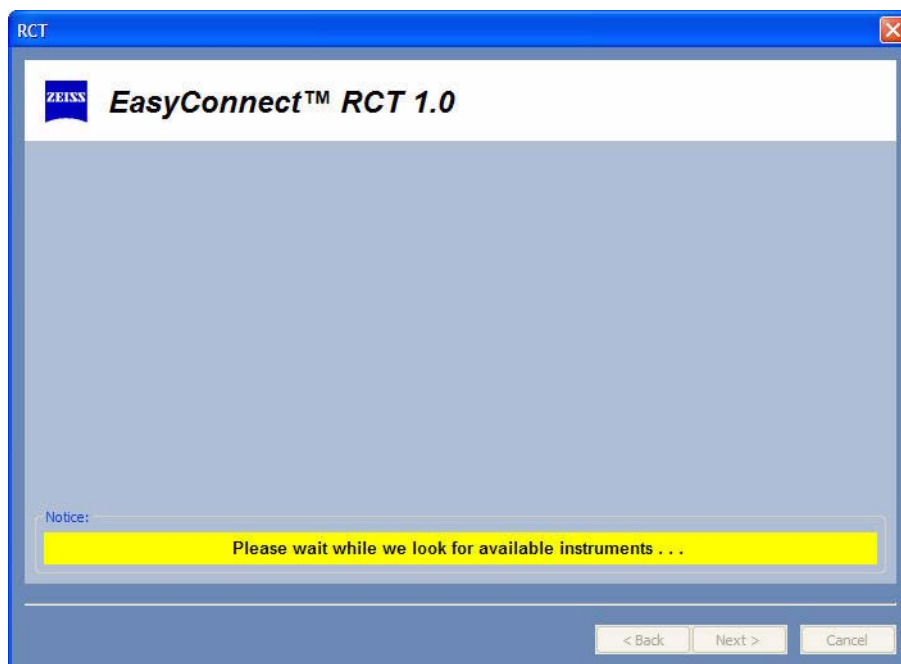 RCT
ZEISS
EasyConnect™ RCT 1.0
Notice:
Please wait while we look for available instruments . . .
< Back Next > Cancel